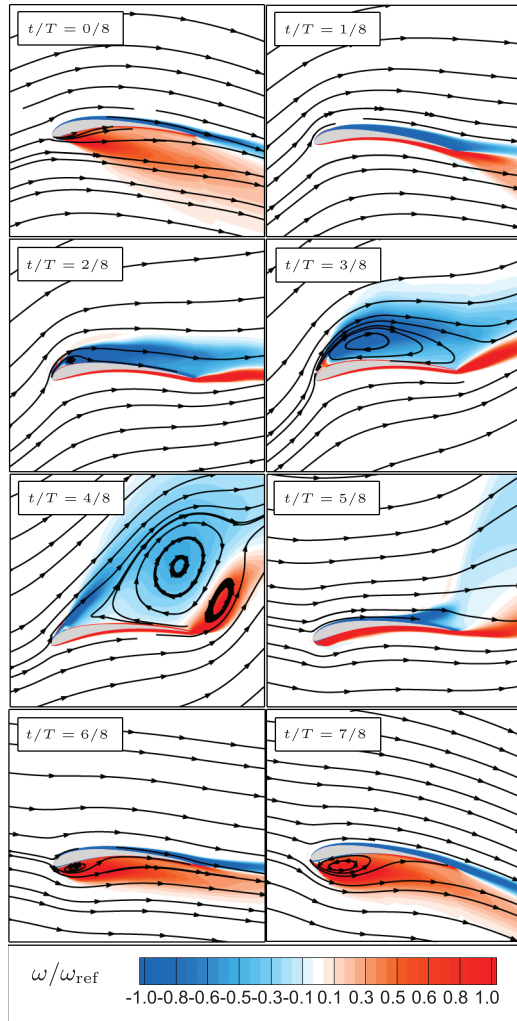 t/T = 0/8
t/T = 1/8
t/T = 2/8
t/T = 3/8
t/T = 4/8
t/T = 5/8
t/T = 6/8
t/T = 7/8
ω/ω_ref
-1.0-0.8-0.6-0.5-0.3-0.1 0.1 0.3 0.5 0.6 0.8 1.0